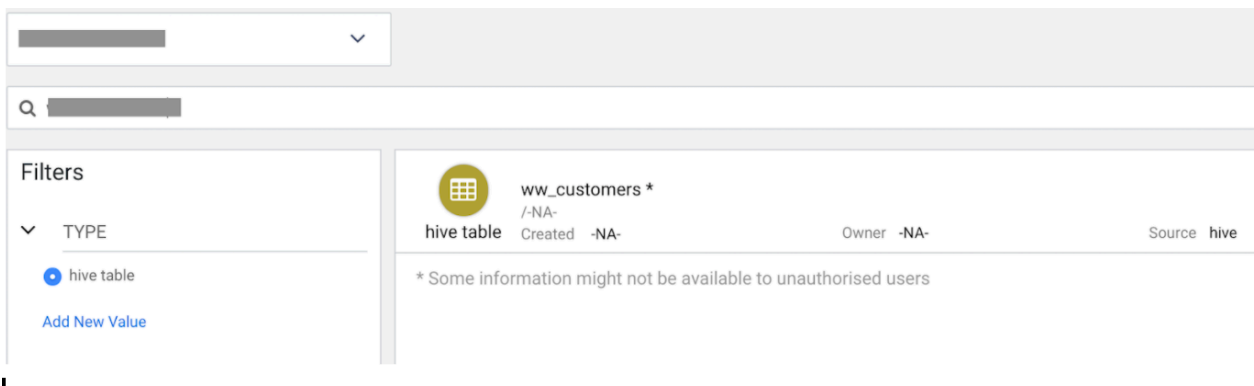 Filters
TYPE
hive table
Add New Value
ww_customers *
/-NA-
hive table Created -NA- Owner -NA- Source hive
* Some information might not be available to unauthorised users